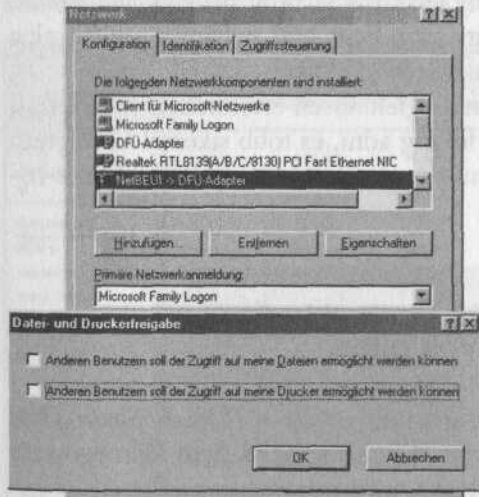 Netzwerk
Konfiguration Identifikation Zugriffssteuerung
Die folgenden Netzwerkkomponenten sind installiert:
Client für Microsoft-Netzwerke
Microsoft Family Logon
DFÜ-Adapter
Realtek RTL8139(A/B/C/8130) PCI Fast Ethernet NIC
NetBEUI -> DFÜ-Adapter
Hinzufügen... Entfernen Eigenschaften
Primäre Netzwerkanmeldung:
Microsoft Family Logon
Datei- und Druckerfreigabe
Anderen Benutzern soll der Zugriff auf meine Dateien ermöglicht werden können
Anderen Benutzern soll der Zugriff auf meine Drucker ermöglicht werden können
OK Abbrechen